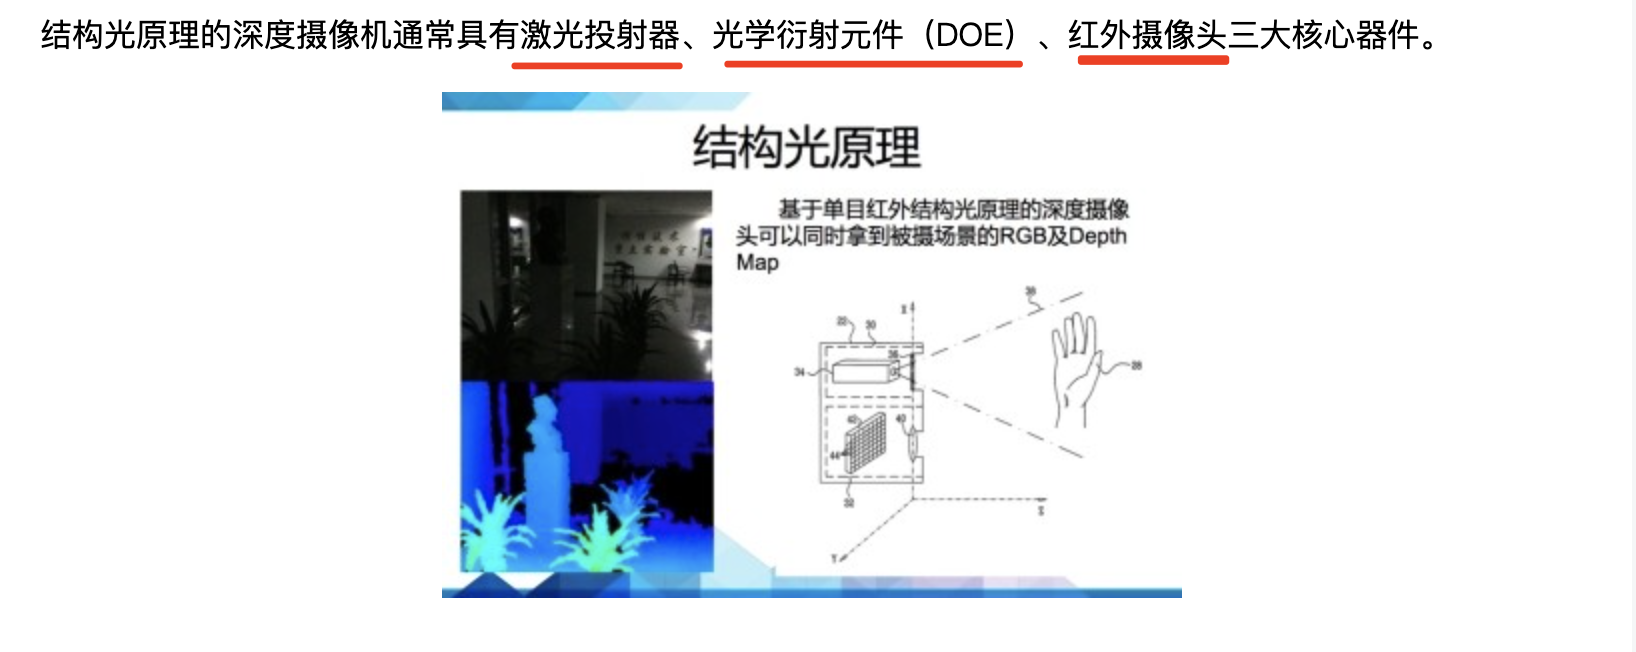 结构光原理的深度摄像机通常具有激光投射器、光学衍射元件（DOE）、红外摄像头三大核心器件。
结构光原理
基于单目红外结构光原理的深度摄像
头可以同时拿到被摄场景的RGB及Depth
Map
38
X
22
30
36
34
28
42
40
44
32
Y